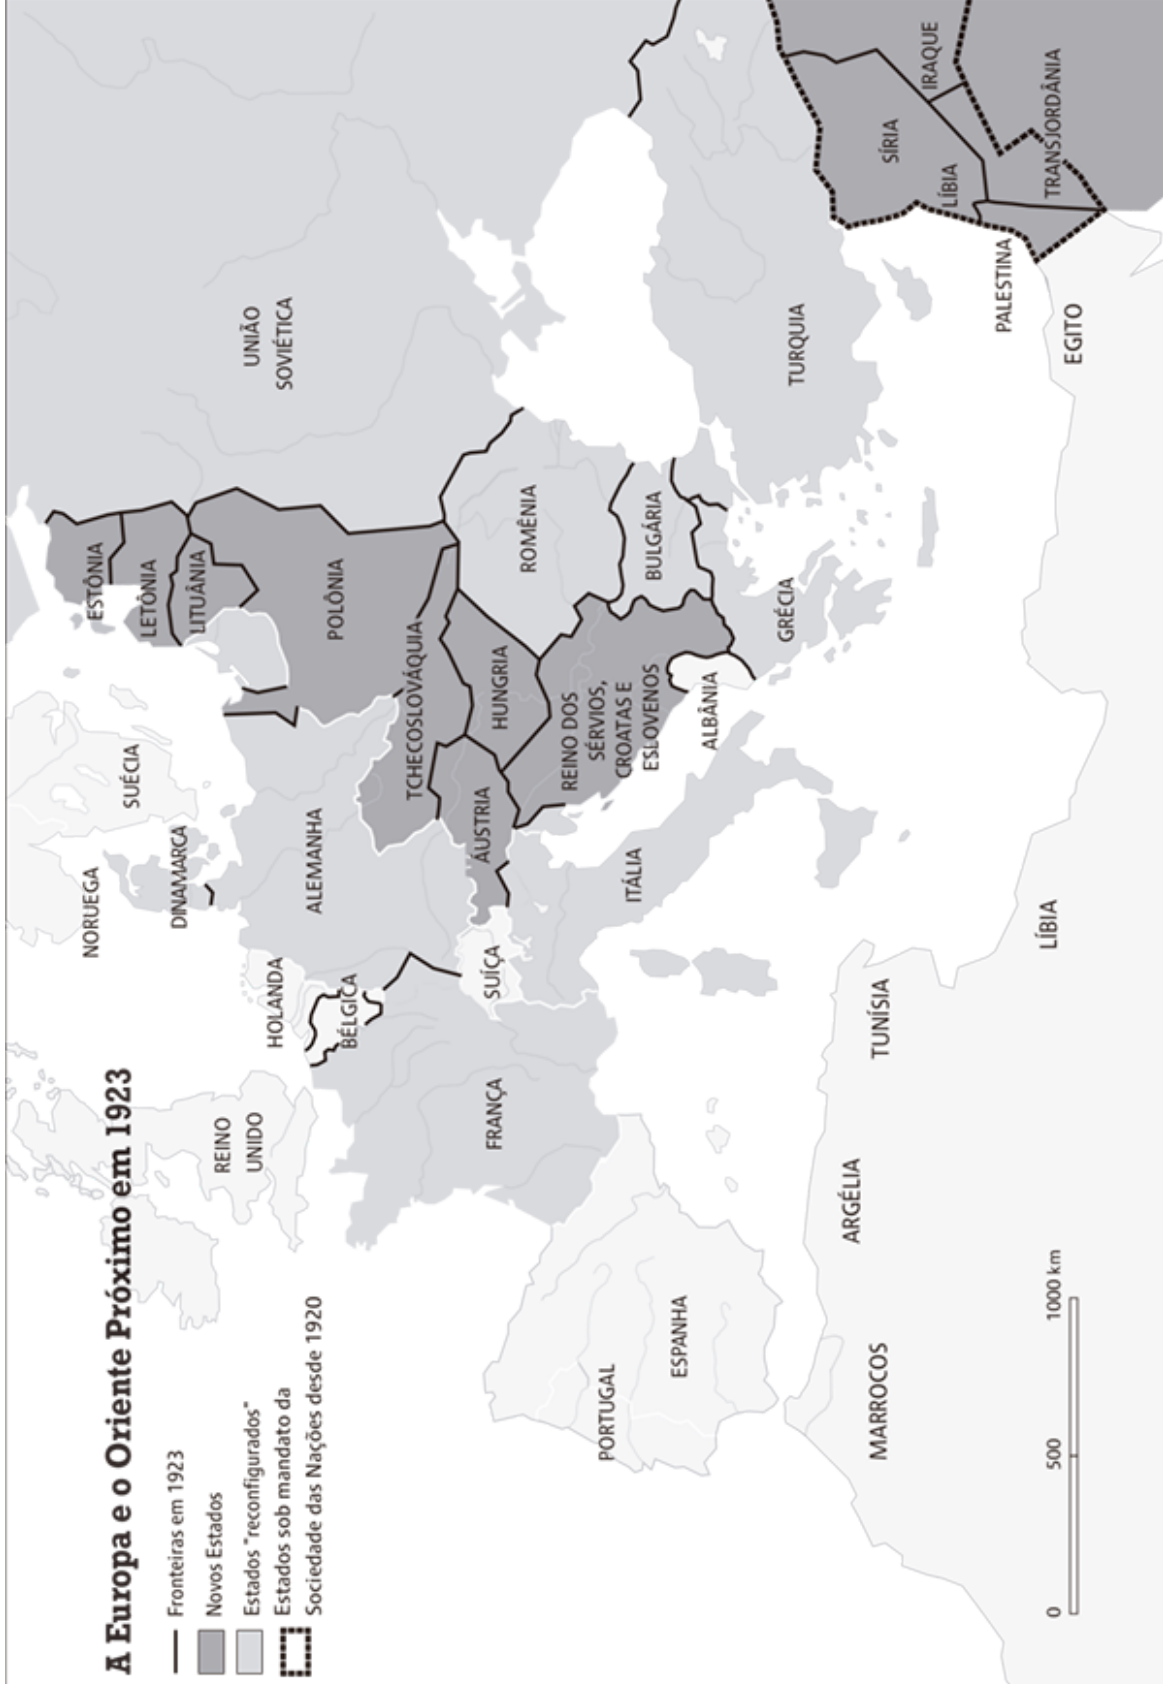 A Europa e o Oriente Próximo em 1923
Fronteiras em 1923
Novos Estados
Estados "reconfigurados"
Estados sob mandato da
Sociedade das Nações desde 1920
NORUEGA
SUÉCIA
DINAMARCA
ESTÔNIA
LETÔNIA
LITUÂNIA
UNIÃO
SOVIÉTICA
REINO
UNIDO
HOLANDA
BÉLGICA
ALEMANHA
POLÔNIA
TCHECOSLOVÁQUIA
FRANÇA
SUÍÇA
ÁUSTRIA
HUNGRIA
ROMÊNIA
REINO DOS
SÉRVIOS,
CROATAS E
ESLOVENOS
BULGÁRIA
PORTUGAL
ESPANHA
ITÁLIA
ALBÂNIA
GRÉCIA
TURQUIA
SÍRIA
IRAQUE
LÍBIA
PALESTINA
TRANSJORDÂNIA
MARROCOS
ARGÉLIA
TUNÍSIA
LÍBIA
EGITO
0
500
1000 km